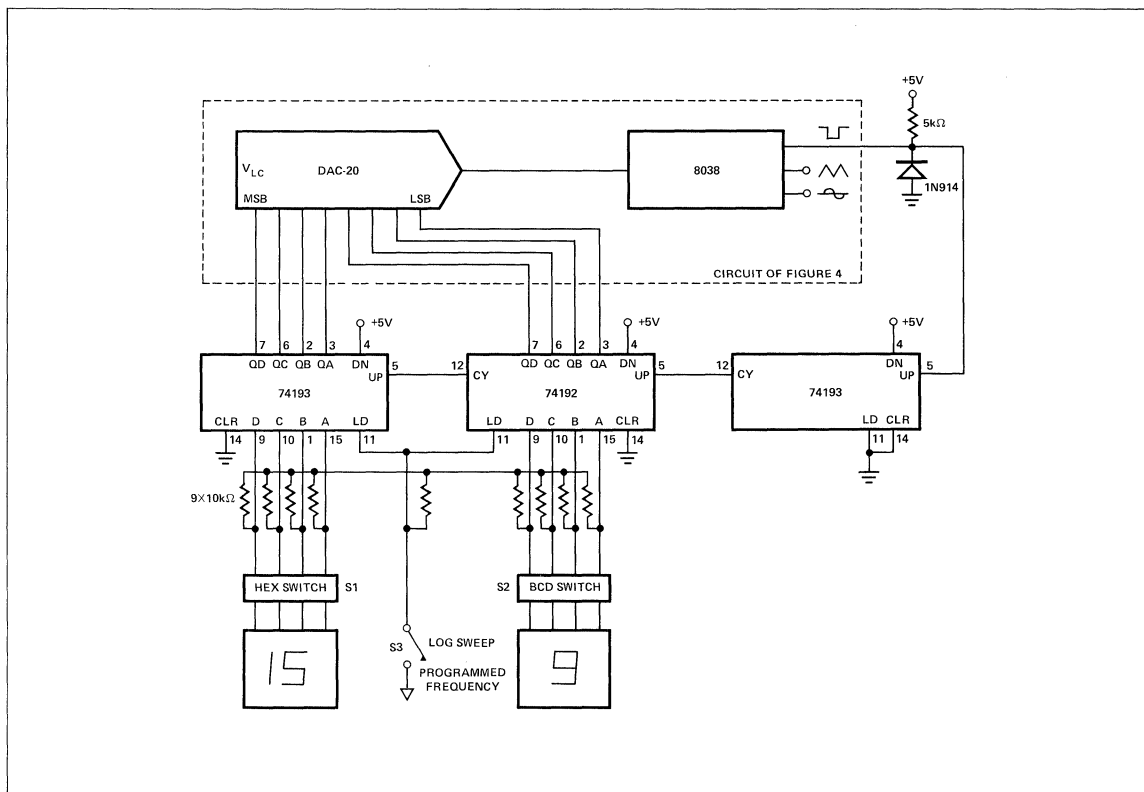 +5V
5kΩ
1N914
VLC
DAC-20
8038
MSB
LSB
CIRCUIT OF FIGURE 4
+5V
+5V
+5V
7 6 2 3 4
7 6 2 3 4
4
QD QC QB QA DN
UP
5
12
CY
QD QC QB QA DN
UP
5
12
CY
DN
UP
5
74193
74192
74193
CLR D C B A LD
14 9 10 1 15 11
LD D C B A CLR
11 9 10 1 15 14
LD CLR
11 14
9×10kΩ
HEX SWITCH S1
S2 BCD SWITCH
S3
LOG SWEEP
PROGRAMMED
FREQUENCY
15
9